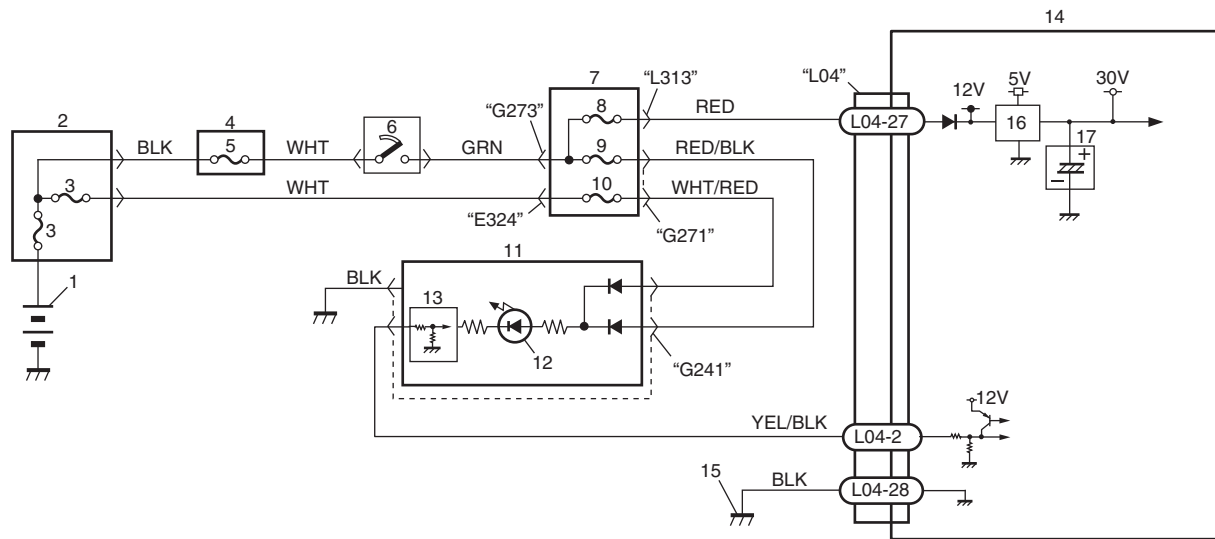 14
"L04"
12V
5V
30V
7
"L313"
"G273"
8
RED
L04-27
16
17
+
−
2
4
6
BLK
5
WHT
GRN
9
RED/BLK
3
WHT
10
WHT/RED
3
"E324"
"G271"
1
11
BLK
13
12
"G241"
12V
YEL/BLK
L04-2
15
BLK
L04-28